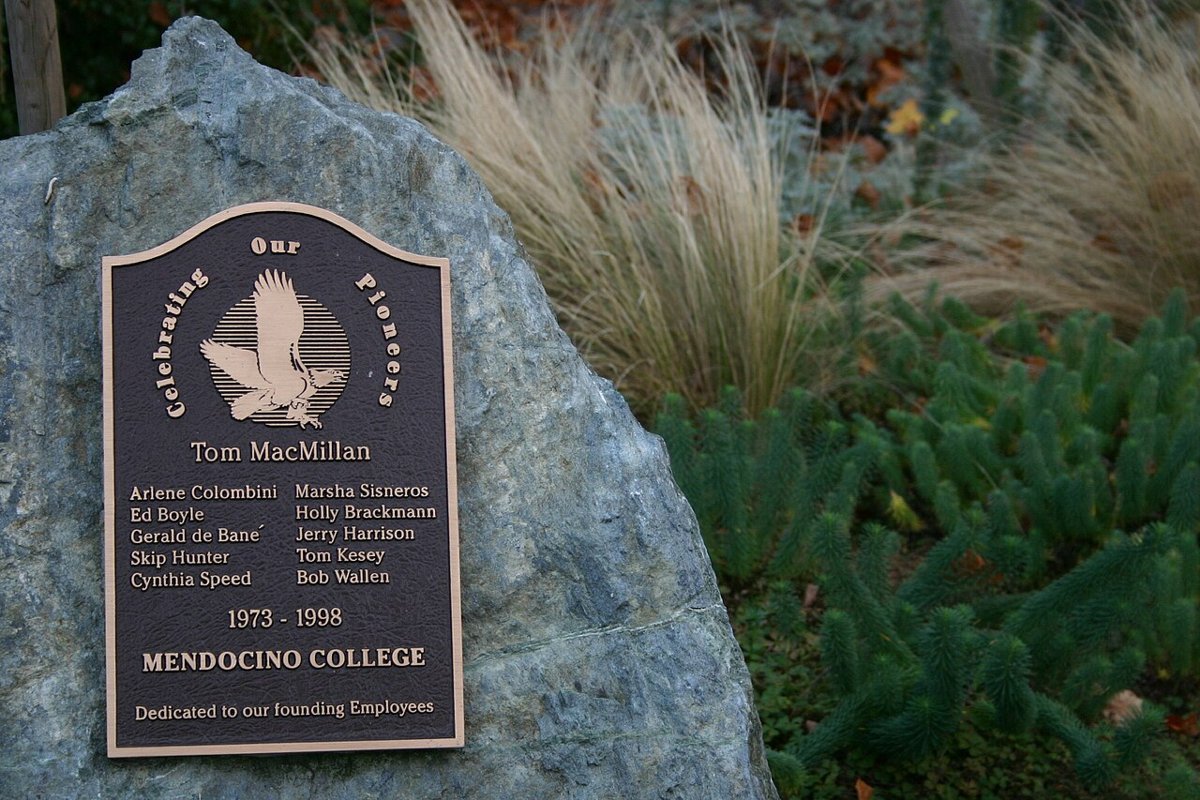 Celebrating Our Pioneers
Tom MacMillan
Arlene Colombini
Ed Boyle
Gerald de Bané
Skip Hunter
Cynthia Speed
Marsha Sisneros
Holly Brackmann
Jerry Harrison
Tom Kesey
Bob Wallen
1973 - 1998
MENDOCINO COLLEGE
Dedicated to our founding Employees